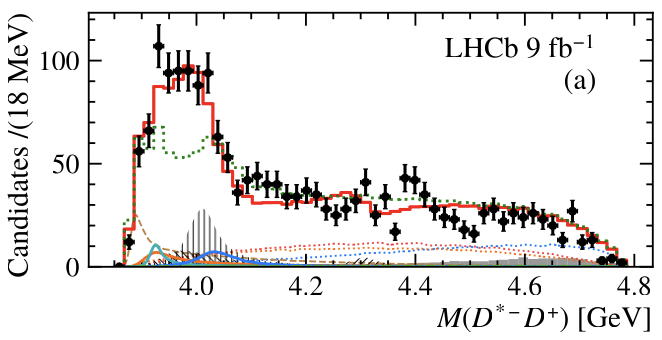 LHCb 9 fb⁻¹
(a)
Candidates /(18 MeV)
100
50
0
4.0
4.2
4.4
4.6
4.8
M(D*⁻D⁺) [GeV]